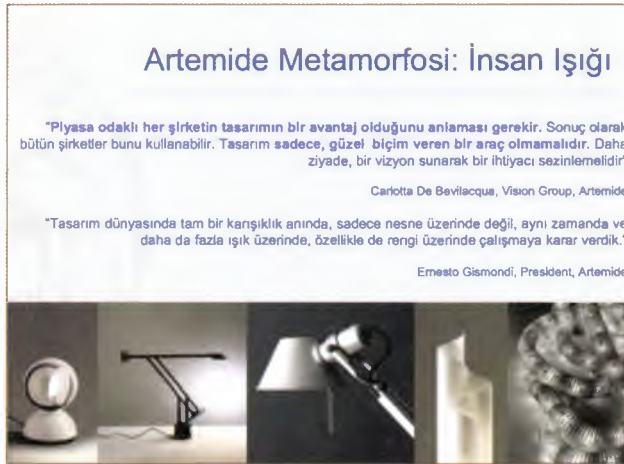 Artemide Metamorfosi: İnsan Işığı
"Piyasa odaklı her şirketin tasarımın bir avantaj olduğunu anlaması gerekir. Sonuç olarak
bütün şirketler bunu kullanabilir. Tasarım sadece, güzel biçim veren bir araç olmamalıdır. Daha
ziyade, bir vizyon sunarak bir ihtiyacı sezinlemelidir"
Carlotta De Bevilacqua, Vision Group, Artemide
"Tasarım dünyasında tam bir karışıklık anında, sadece nesne üzerinde değil, aynı zamanda ve
daha da fazla ışık üzerinde, özellikle de rengi üzerinde çalışmaya karar verdik."
Ernesto Gismondi, President, Artemide